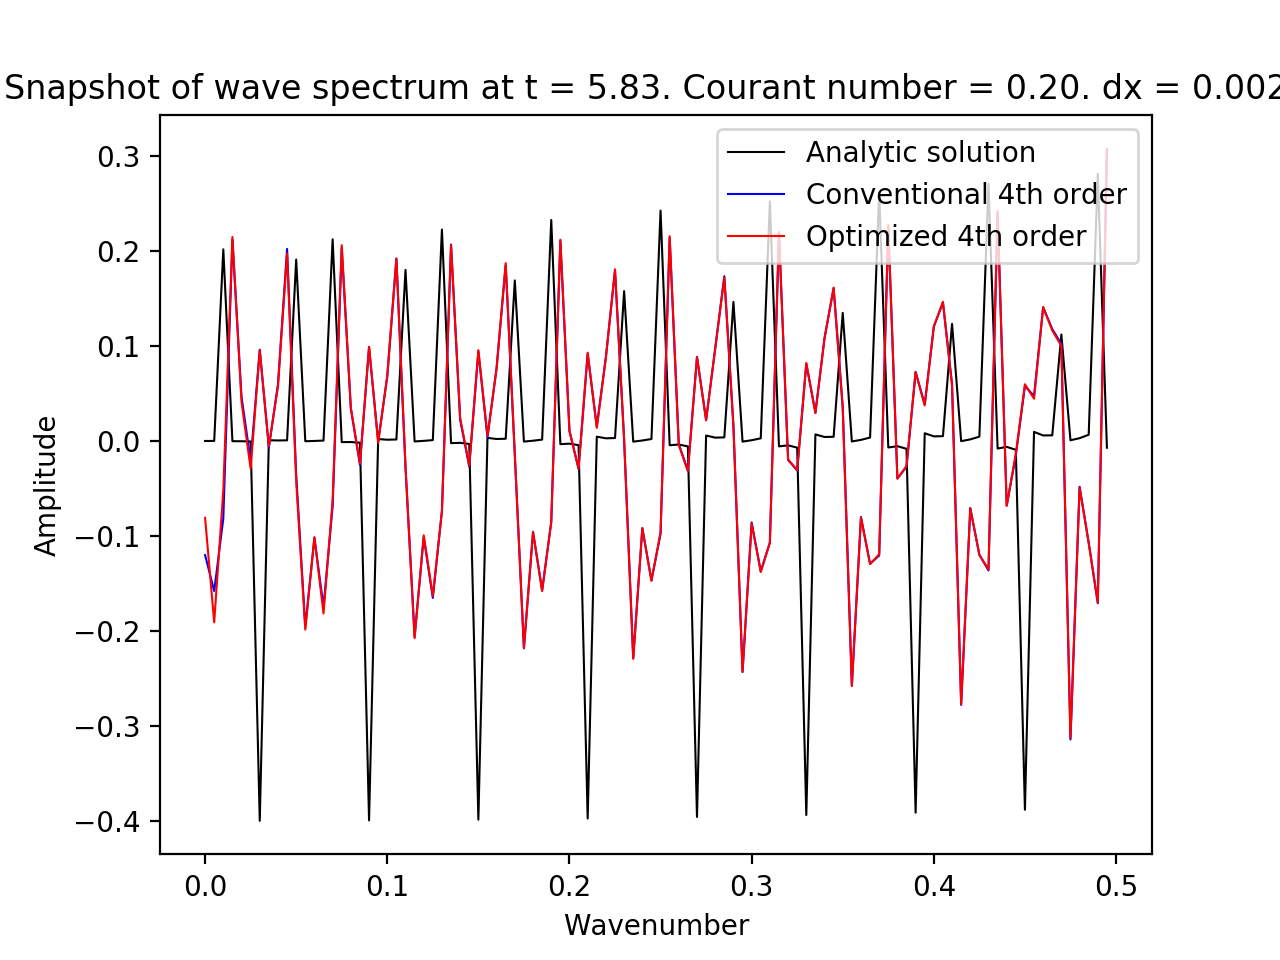 Snapshot of wave spectrum at t = 5.83. Courant number = 0.20. dx = 0.002
Analytic solution
Conventional 4th order
Optimized 4th order
0.3
0.2
0.1
0.0
−0.1
−0.2
−0.3
−0.4
Amplitude
0.0 0.1 0.2 0.3 0.4 0.5
Wavenumber